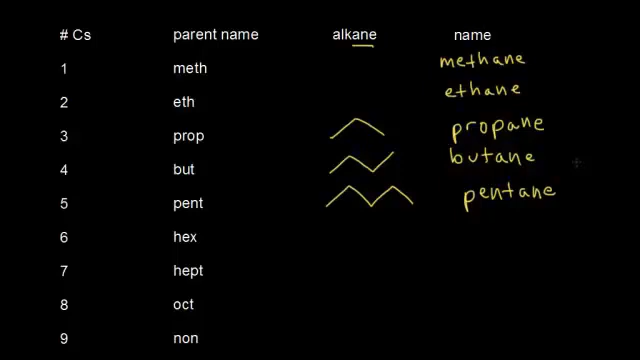 # Cs parent name alkane name
1 meth methane
2 eth ethane
3 prop propane
4 but butane
5 pent pentane
6 hex
7 hept
8 oct
9 non